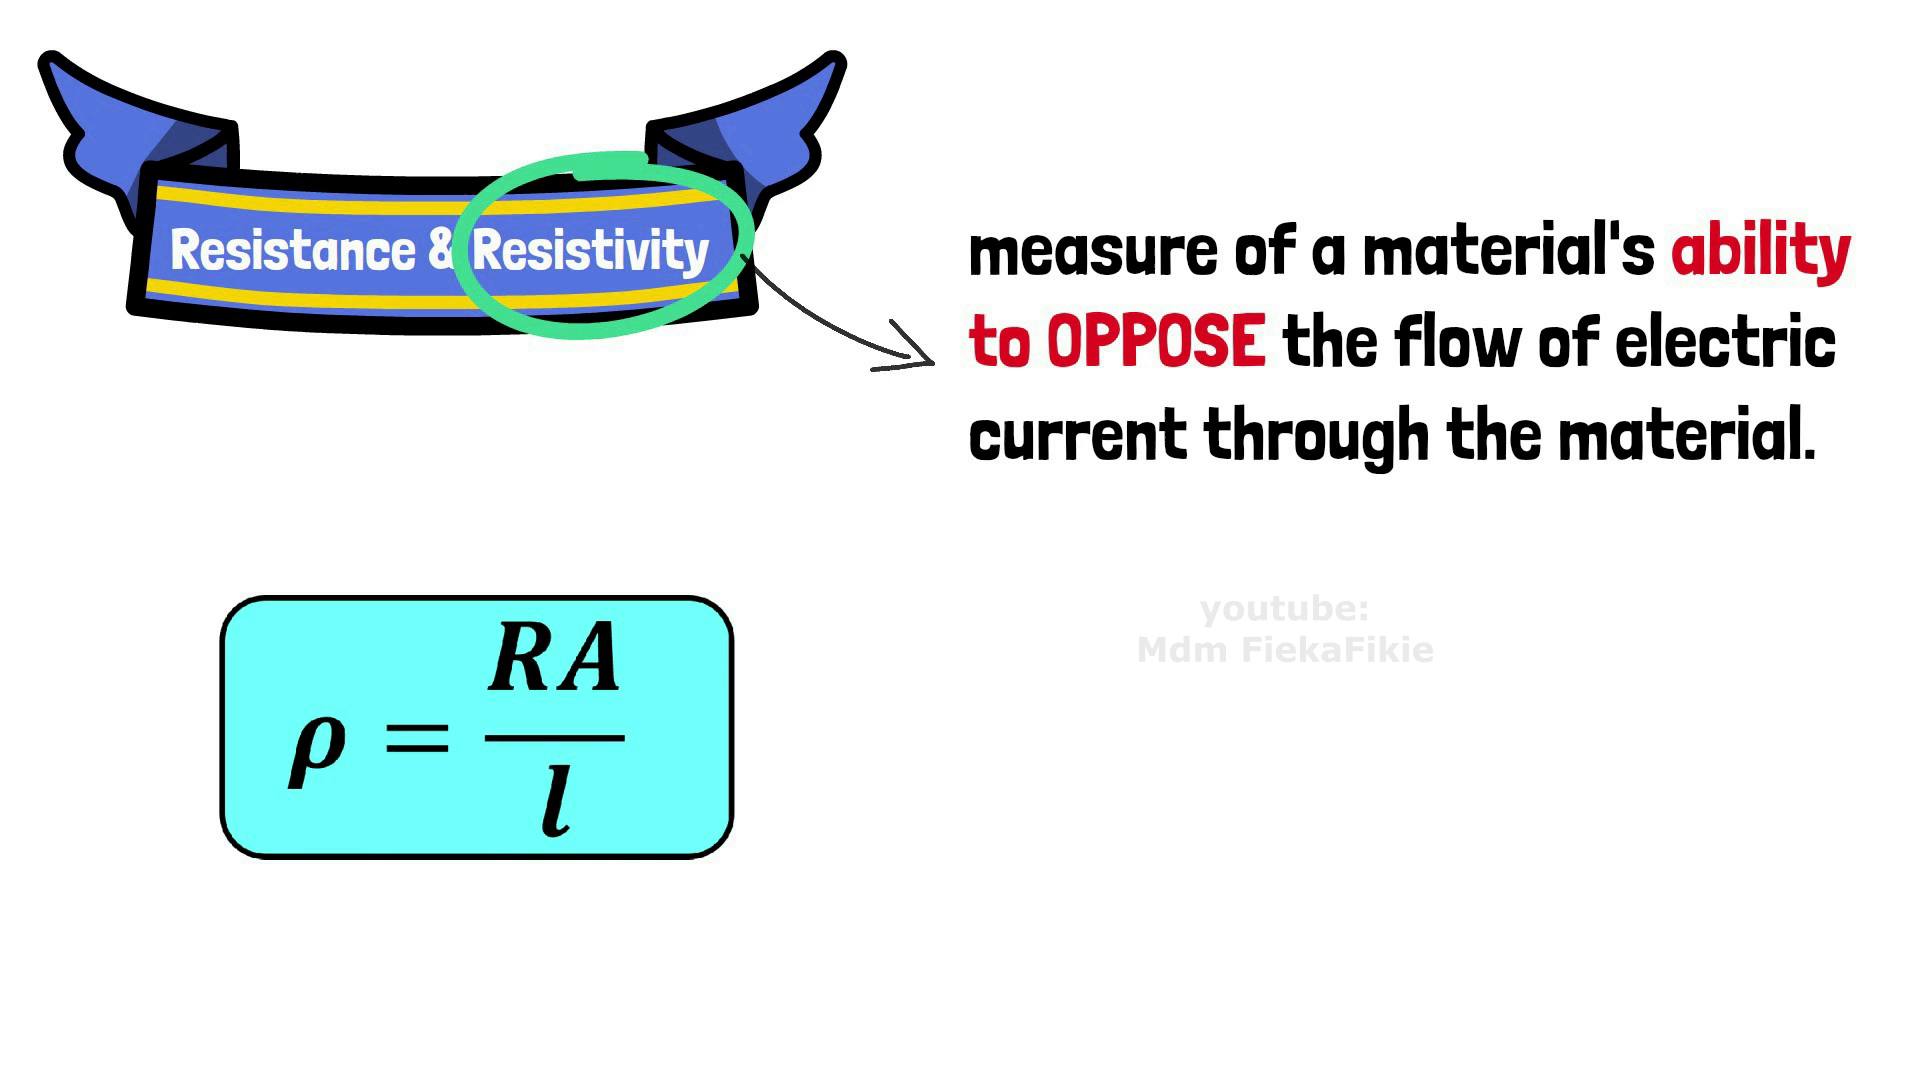 Resistance & Resistivity
measure of a material's ability
to OPPOSE the flow of electric
current through the material.
youtube:
Mdm FiekaFikie
ρ = RA / l